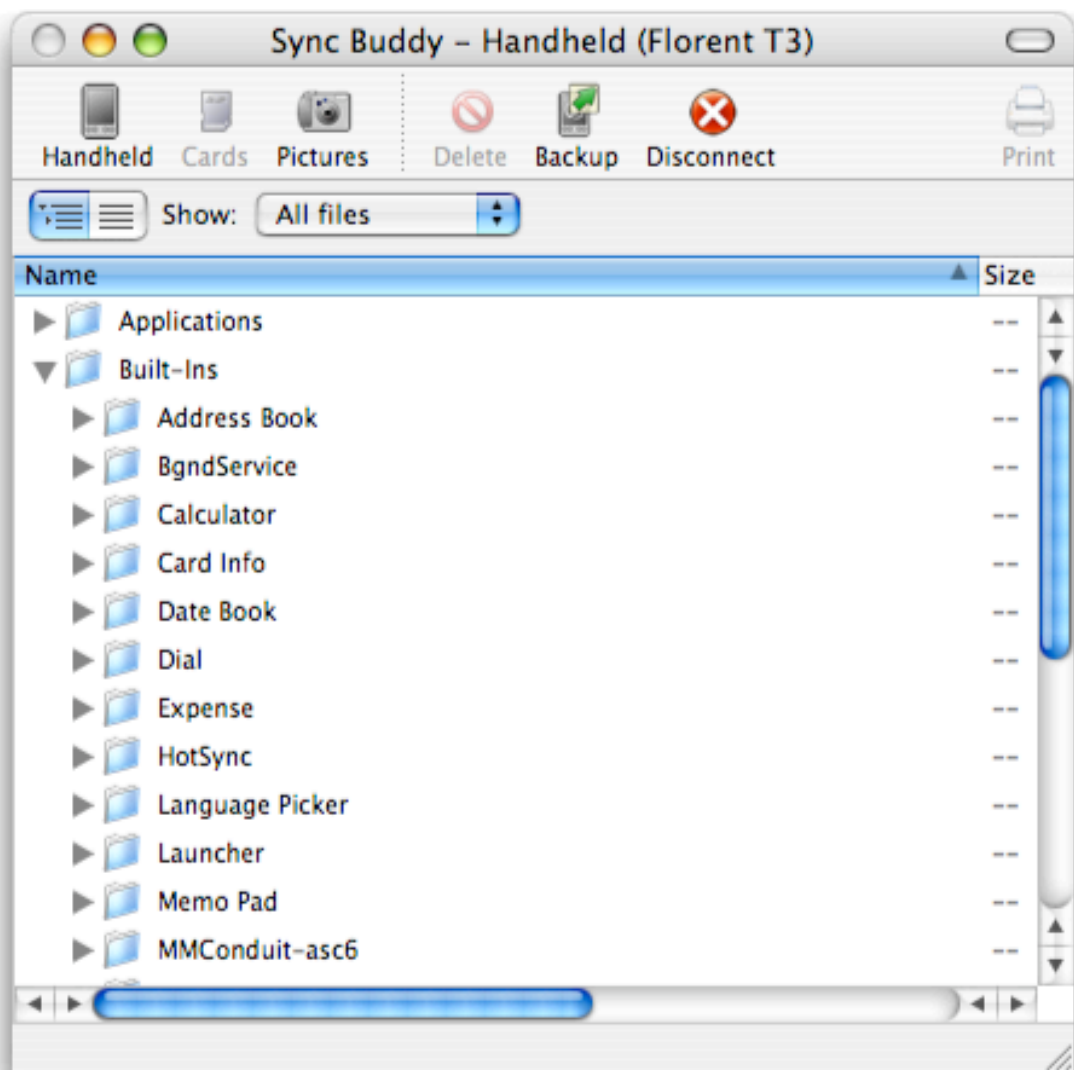 Sync Buddy – Handheld (Florent T3)
Handheld Cards Pictures Delete Backup Disconnect Print
Show: All files
Name Size
Applications --
Built-Ins --
Address Book --
BgndService --
Calculator --
Card Info --
Date Book --
Dial --
Expense --
HotSync --
Language Picker --
Launcher --
Memo Pad --
MMConduit-asc6 --